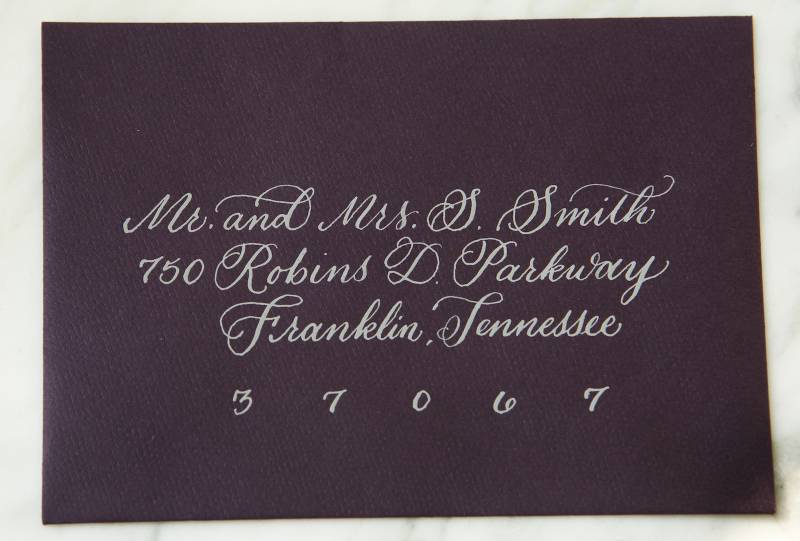 Mr. and Mrs. S. Smith
750 Robins D. Parkway
Franklin, Tennessee
3 7 0 6 7